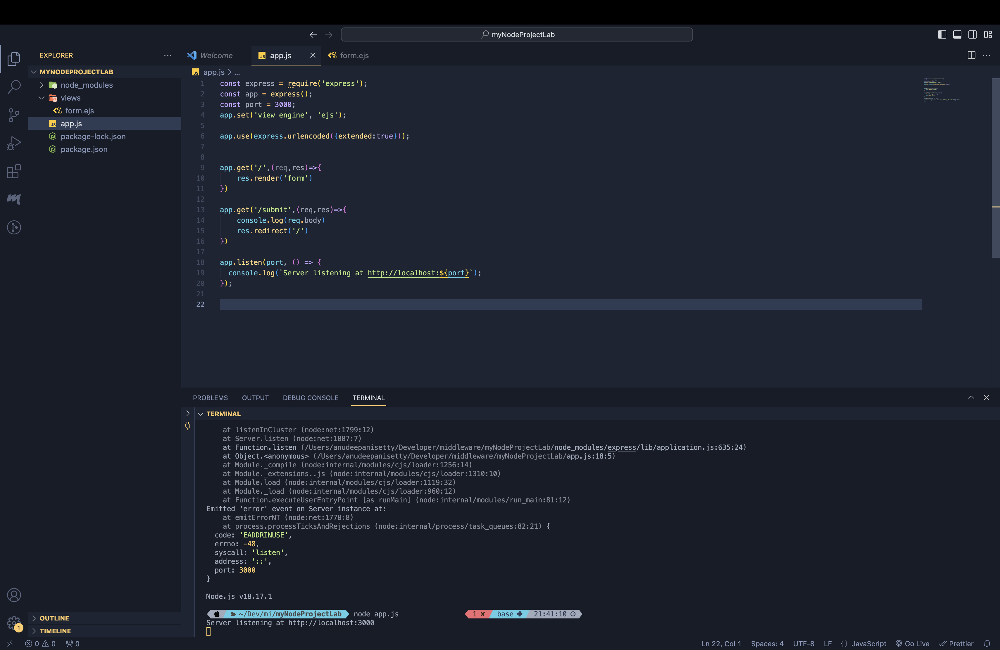 myNodeProjectLab
EXPLORER
Welcome
app.js
form.ejs
MYNODEPROJECTLAB
node_modules
views
form.ejs
app.js
package-lock.json
package.json
app.js > ...
1 const express = require('express');
2 const app = express();
3 const port = 3000;
4 app.set('view engine', 'ejs');
5
6 app.use(express.urlencoded({extended:true}));
7
8
9 app.get('/',(req,res)=>{
10 res.render('form')
11 })
12
13 app.get('/submit',(req,res)=>{
14 console.log(req.body)
15 res.redirect('/')
16 })
17
18 app.listen(port, () => {
19 console.log(`Server listening at http://localhost:${port}`);
20 });
21
22
PROBLEMS OUTPUT DEBUG CONSOLE TERMINAL
TERMINAL
at listenInCluster (node:net:1799:12)
at Server.listen (node:net:1887:7)
at Function.listen (/Users/anudeepanisetty/Developer/middleware/myNodeProjectLab/node_modules/express/lib/application.js:635:24)
at Object.<anonymous> (/Users/anudeepanisetty/Developer/middleware/myNodeProjectLab/app.js:18:5)
at Module._compile (node:internal/modules/cjs/loader:1256:14)
at Module._extensions..js (node:internal/modules/cjs/loader:1310:10)
at Module.load (node:internal/modules/cjs/loader:1119:32)
at Module._load (node:internal/modules/cjs/loader:960:12)
at Function.executeUserEntryPoint [as runMain] (node:internal/modules/run_main:81:12)
Emitted 'error' event on Server instance at:
at emitErrorNT (node:net:1778:8)
at process.processTicksAndRejections (node:internal/process/task_queues:82:21) {
code: 'EADDRINUSE',
errno: -48,
syscall: 'listen',
address: '::',
port: 3000
}
Node.js v18.17.1
~/Dev/mi/myNodeProjectLab node app.js 1 ✘ base 21:41:10
Server listening at http://localhost:3000
OUTLINE
TIMELINE
1
0 0 0
Ln 22, Col 1 Spaces: 4 UTF-8 LF {} JavaScript Go Live Prettier